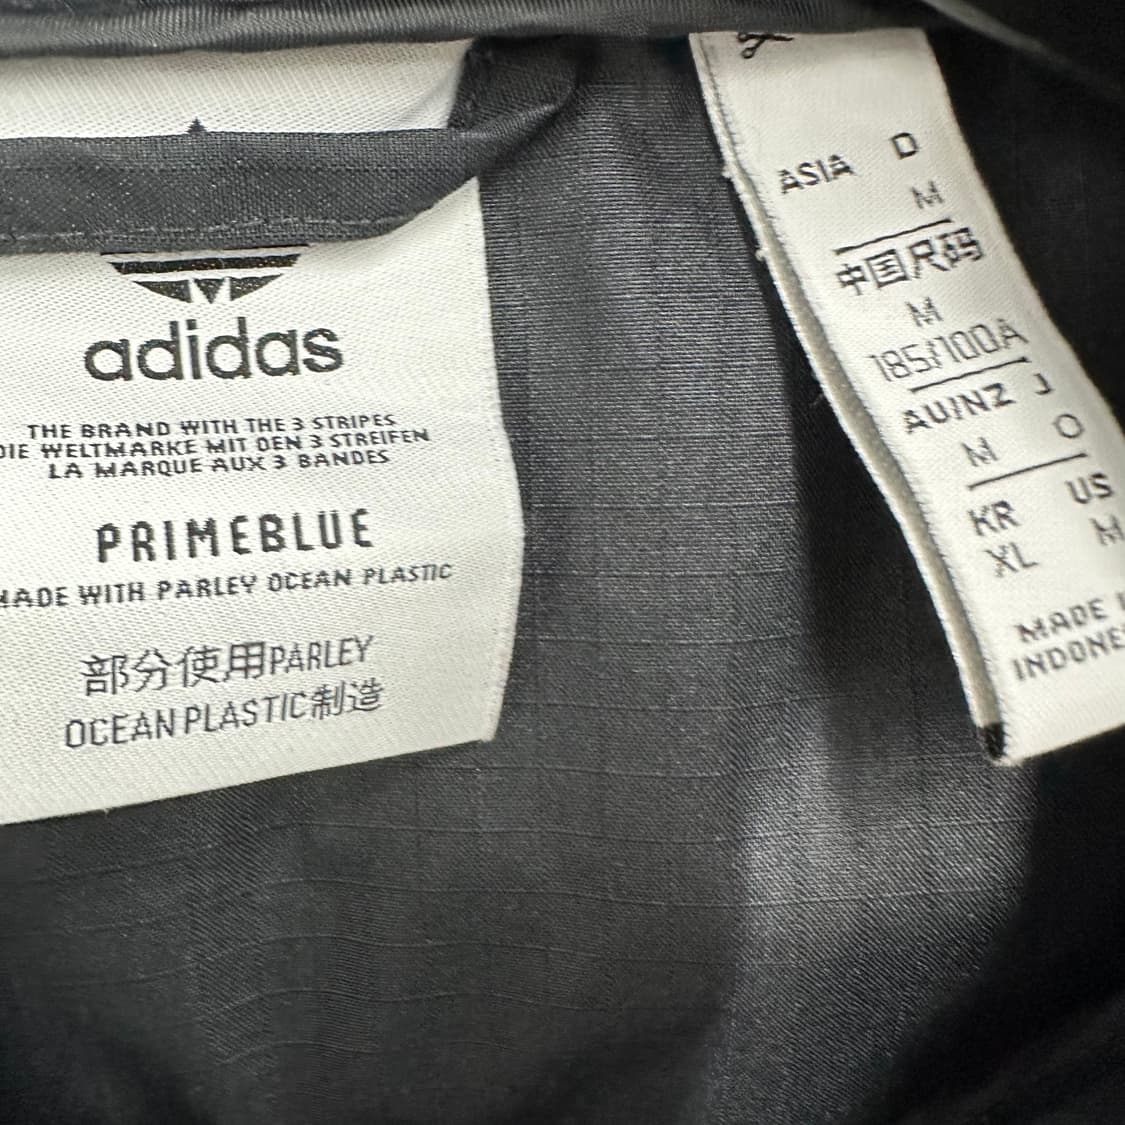 adidas
THE BRAND WITH THE 3 STRIPES
DIE WELTMARKE MIT DEN 3 STREIFEN
LA MARQUE AUX 3 BANDES
PRIMEBLUE
MADE WITH PARLEY OCEAN PLASTIC
部分使用PARLEY
OCEAN PLASTIC制造
ASIA D
M
中国尺码
M
185/100A
AU/NZ J
M O
KR US
XL M
MADE I
INDONE